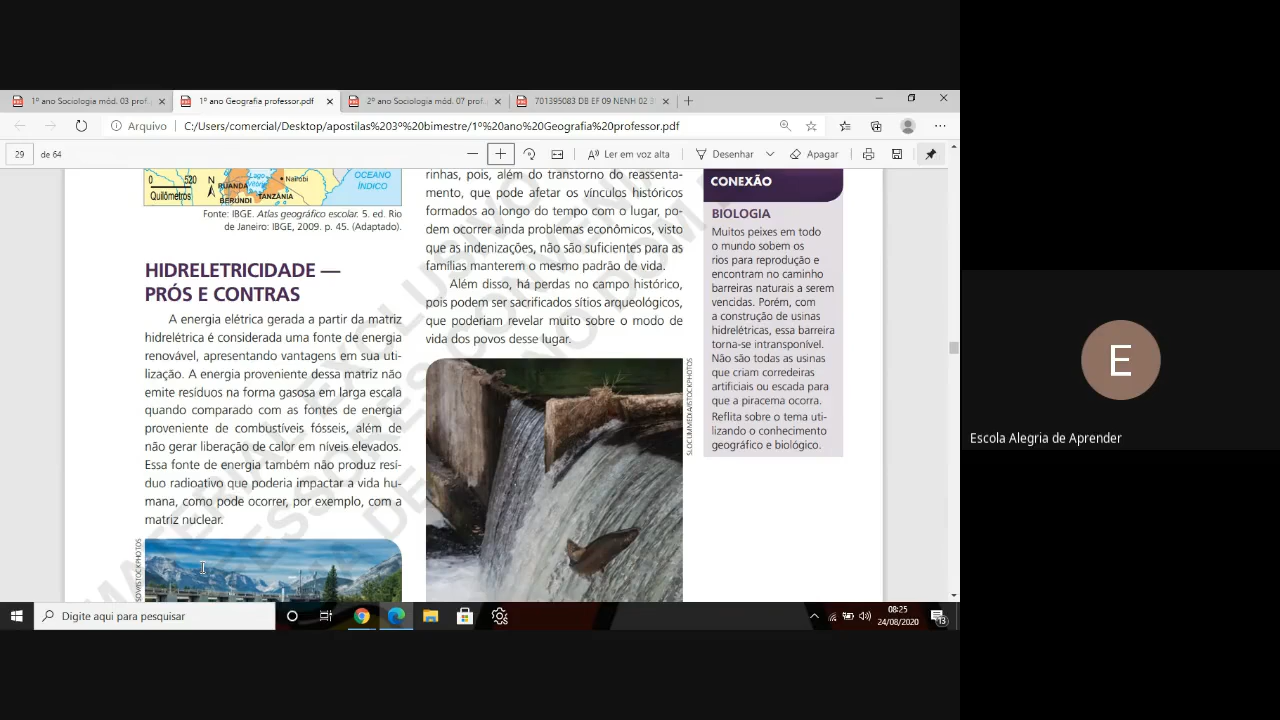 1º ano Sociologia mód. 03 prof.
1º ano Geografia professor.pdf
2º ano Sociologia mód. 07 prof.
701395083 DB EF 09 NENH 02 3
Arquivo
C:/Users/comercial/Desktop/apostilas%203º%20bimestre/1º%20ano%20Geografia%20professor.pdf
29 de 64
Ler em voz alta
Desenhar
Apagar
0 520 N
Quilômetros
RUANDA
BURUNDI
Lago
Vitória
Nairóbi
TANZÂNIA
OCEANO
ÍNDICO
Fonte: IBGE. Atlas geográfico escolar. 5. ed. Rio
de Janeiro: IBGE, 2009. p. 45. (Adaptado).
HIDRELETRICIDADE —
PRÓS E CONTRAS
A energia elétrica gerada a partir da matriz
hidrelétrica é considerada uma fonte de energia
renovável, apresentando vantagens em sua uti-
lização. A energia proveniente dessa matriz não
emite resíduos na forma gasosa em larga escala
quando comparado com as fontes de energia
proveniente de combustíveis fósseis, além de
não gerar liberação de calor em níveis elevados.
Essa fonte de energia também não produz resí-
duo radioativo que poderia impactar a vida hu-
mana, como pode ocorrer, por exemplo, com a
matriz nuclear.
rinhas, pois, além do transtorno do reassenta-
mento, que pode afetar os vínculos históricos
formados ao longo do tempo com o lugar, po-
dem ocorrer ainda problemas econômicos, visto
que as indenizações, não são suficientes para as
famílias manterem o mesmo padrão de vida.
Além disso, há perdas no campo histórico,
pois podem ser sacrificados sítios arqueológicos,
que poderiam revelar muito sobre o modo de
vida dos povos desse lugar.
SLOCUMMEDIA/ISTOCKPHOTOS
CONEXÃO
BIOLOGIA
Muitos peixes em todo
o mundo sobem os
rios para reprodução e
encontram no caminho
barreiras naturais a serem
vencidas. Porém, com
a construção de usinas
hidrelétricas, essa barreira
torna-se intransponível.
Não são todas as usinas
que criam corredeiras
artificiais ou escada para
que a piracema ocorra.
Reflita sobre o tema uti-
lizando o conhecimento
geográfico e biológico.
MATERIAL EXCLUSIVO
E
Escola Alegria de Aprender
Digite aqui para pesquisar
08:25
24/08/2020
13